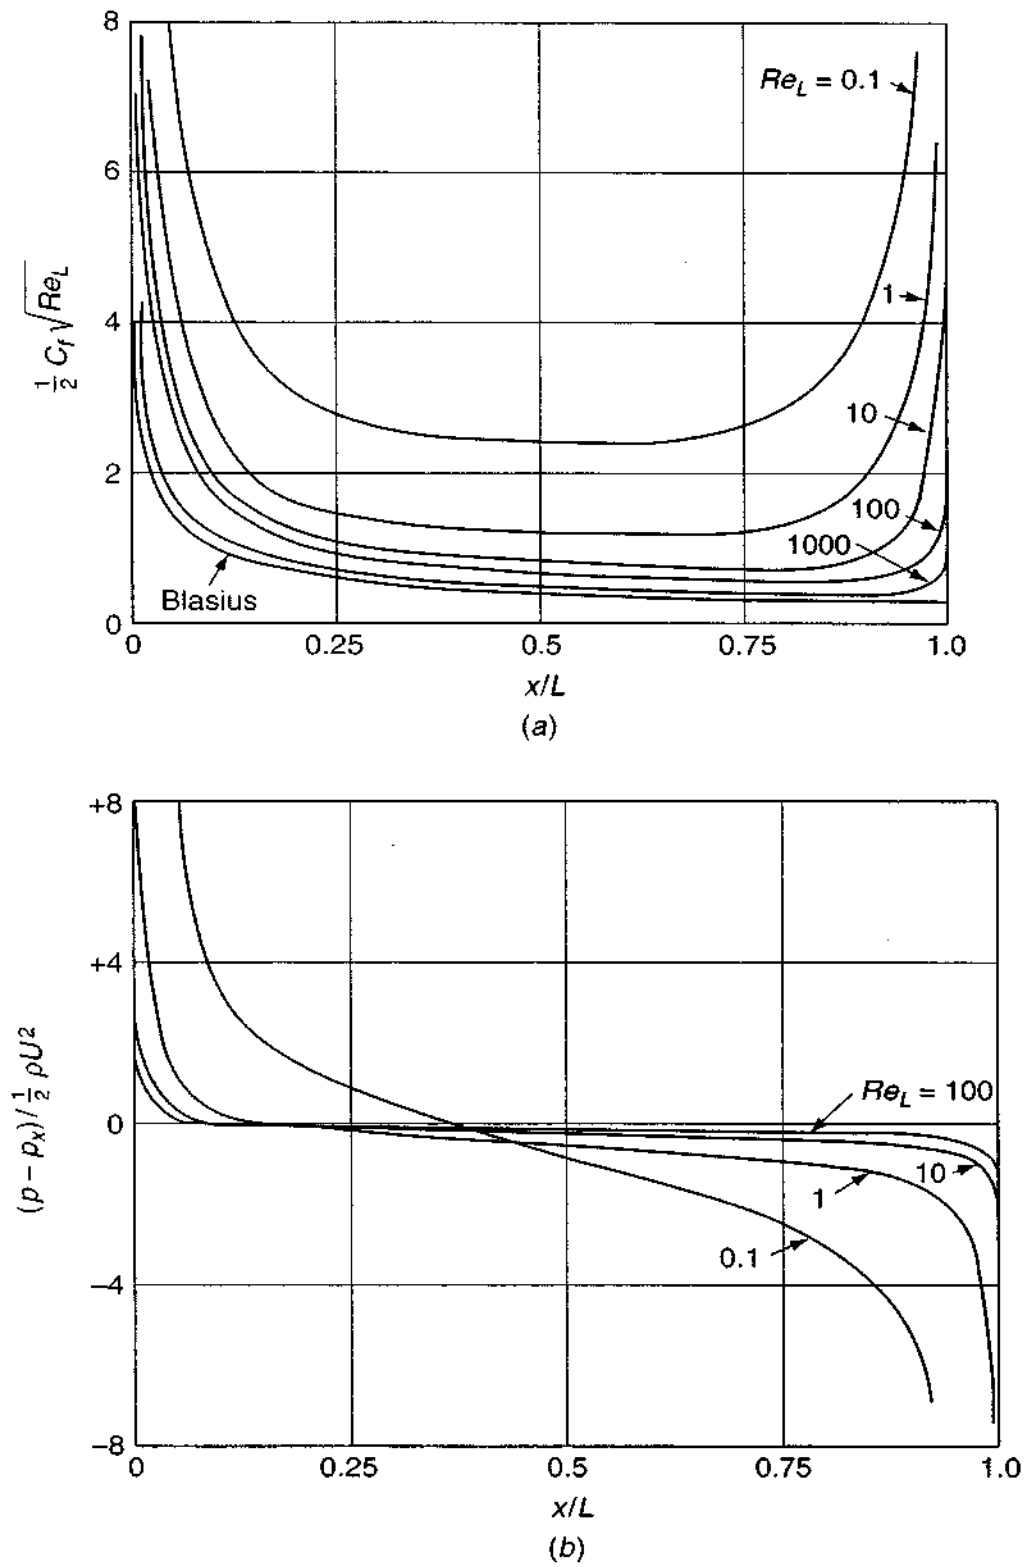 8
Re_L = 0.1
6
½ C_f √Re_L
1
4
10
2
100
1000
Blasius
0
0 0.25 0.5 0.75 1.0
x/L
(a)
+8
+4
(p – p_x)/½ ρU²
Re_L = 100
0
10
1
0.1
–4
–8
0 0.25 0.5 0.75 1.0
x/L
(b)